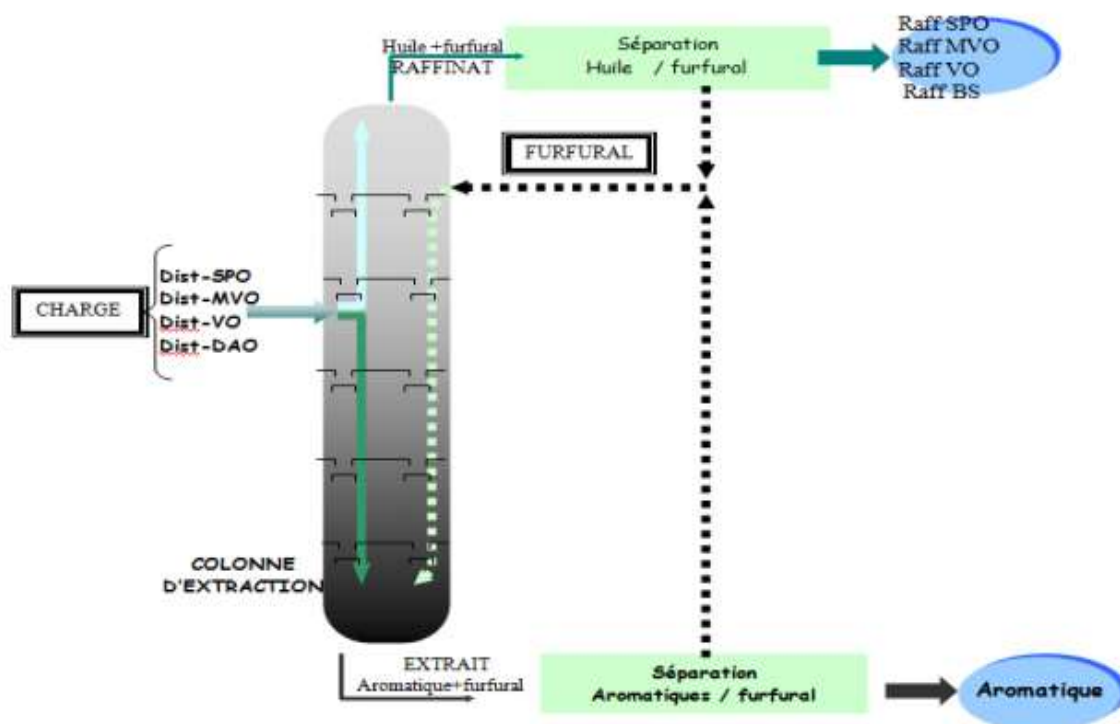 Huile +furfural
RAFFINAT
Séparation
Huile / furfural
Raff SPO
Raff MVO
Raff VO
Raff BS
FURFURAL
CHARGE
Dist-SPO
Dist-MVO
Dist-VO
Dist-DAO
COLONNE
D'EXTRACTION
EXTRAIT
Aromatique+furfural
Séparation
Aromatiques / furfural
Aromatique